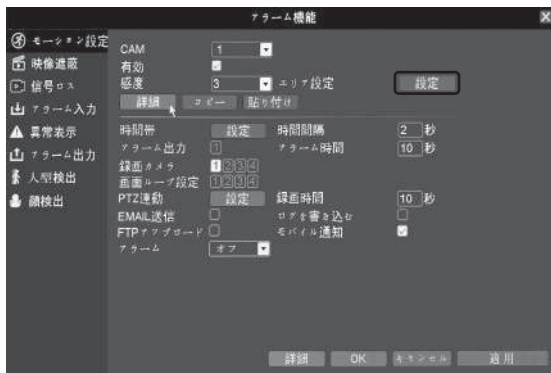 アラーム機能
モーション設定
映像遮蔽
信号ロス
アラーム入力
異常表示
アラーム出力
人型検出
顔検出
CAM 1
有効
感度 3 エリア設定 設定
詳細 コピー 貼り付け
時間帯 設定 時間間隔 2 秒
アラーム出力 1 アラーム時間 10 秒
録画カメラ 1 2 3 4
画面ループ設定 1 2 3 4
PTZ連動 設定 録画時間 10 秒
EMAIL送信 ログを書き込む
FTPアップロード モバイル通知
アラーム オフ
詳細 OK キャンセル 適用